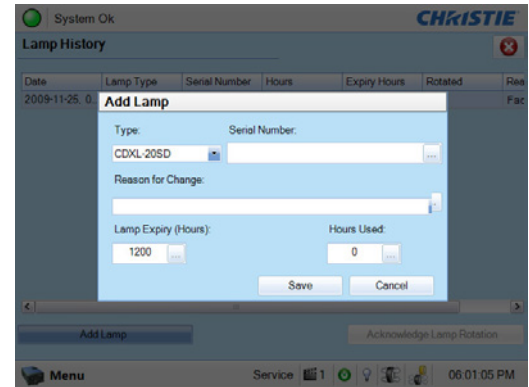 System Ok
CHRISTIE
Lamp History
Date Lamp Type Serial Number Hours Expiry Hours Rotated Rea
2009-11-25, 0... Fac
Add Lamp
Type: Serial Number:
CDXL-20SD
...
Reason for Change:
Lamp Expiry (Hours): Hours Used:
1200 ... 0 ...
Save Cancel
Add Lamp Acknowledge Lamp Rotation
Menu Service 1 06:01:05 PM